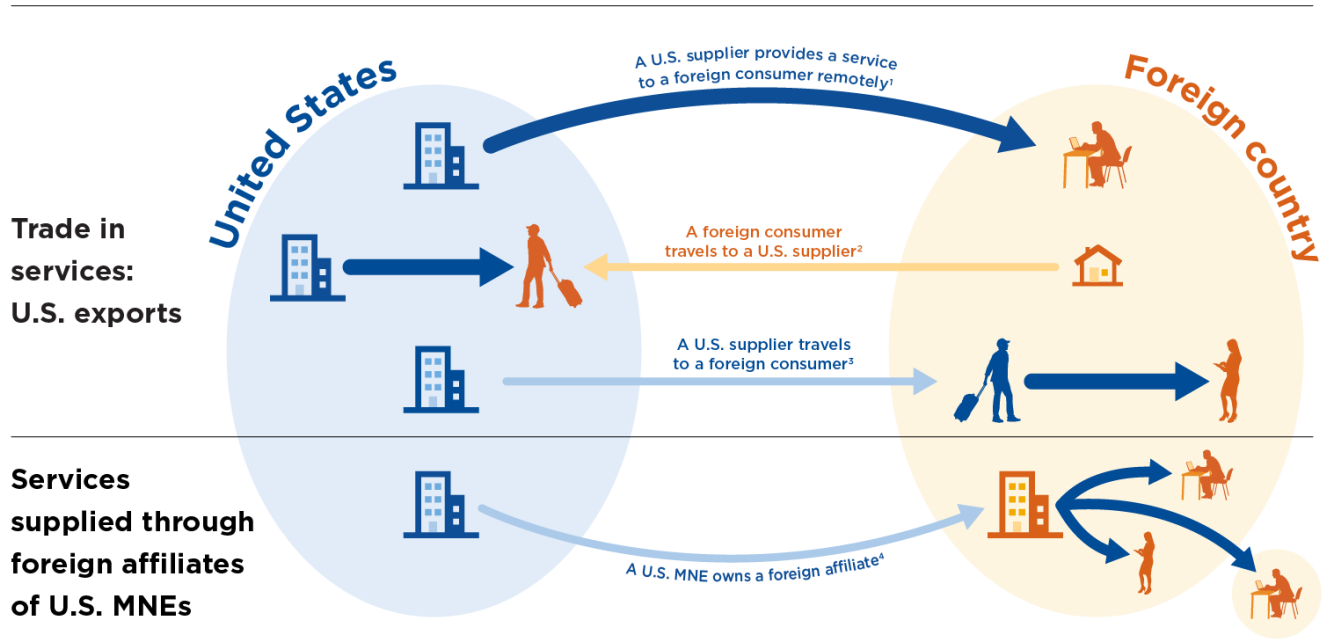 United States
Foreign country
A U.S. supplier provides a service
to a foreign consumer remotely¹
Trade in
services:
U.S. exports
A foreign consumer
travels to a U.S. supplier²
A U.S. supplier travels
to a foreign consumer³
Services
supplied through
foreign affiliates
of U.S. MNEs
A U.S. MNE owns a foreign affiliate⁴